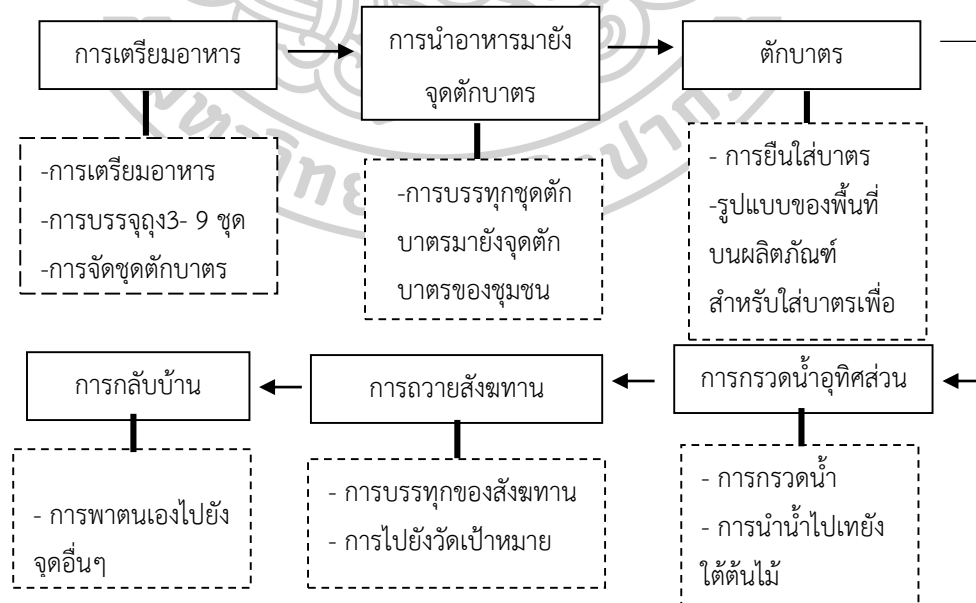 การเตรียมอาหาร
การนำอาหารมายัง
จุดตักบาตร
ตักบาตร
-การเตรียมอาหาร
-การบรรจุถุง3- 9 ชุด
-การจัดชุดตักบาตร
-การบรรทุกชุดตัก
บาตรมายังจุดตัก
บาตรของชุมชน
- การยืนใส่บาตร
-รูปแบบของพื้นที่
บนผลิตภัณฑ์
สำหรับใส่บาตรเพื่อ
การกรวดน้ำอุทิศส่วน
การถวายสังฆทาน
การกลับบ้าน
- การกรวดน้ำ
- การนำน้ำไปเทยัง
ใต้ต้นไม้
- การบรรทุกของสังฆทาน
- การไปยังวัดเป้าหมาย
- การพาตนเองไปยัง
จุดอื่นๆ